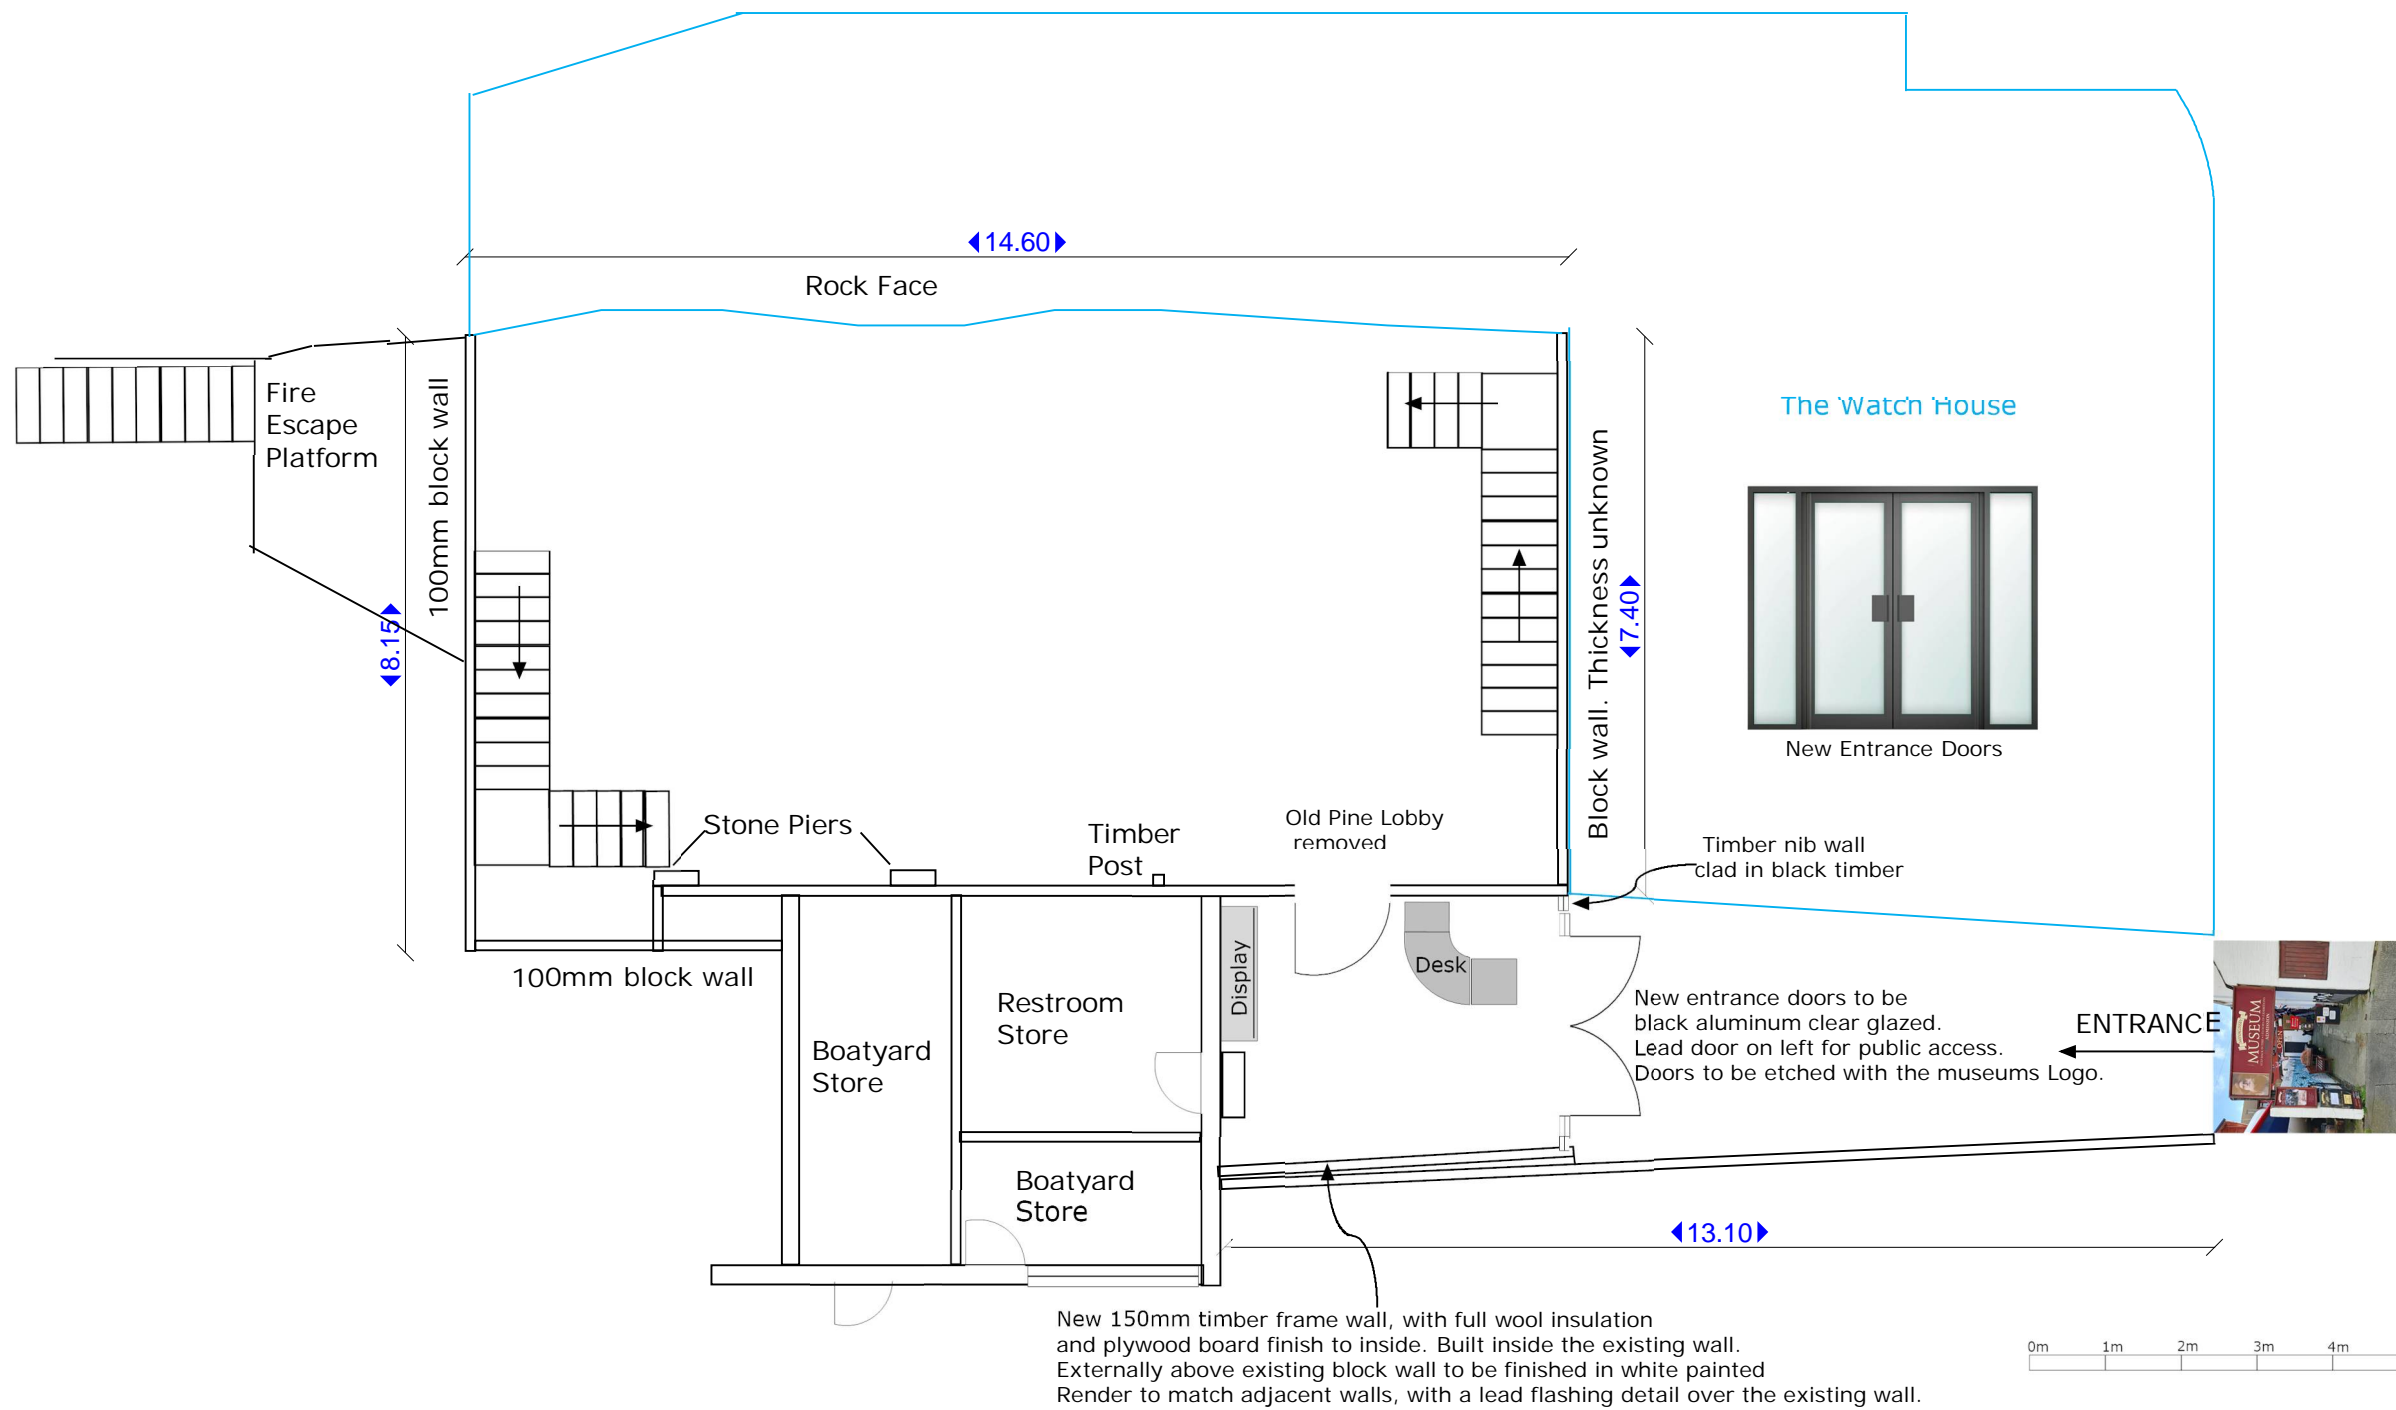 14.60
Rock Face
Fire
Escape
Platform
100mm block wall
8.15
Block wall. Thickness unknown
7.40
The Watch House
New Entrance Doors
Stone Piers
Timber
Post
Old Pine Lobby
removed
Timber nib wall
clad in black timber
100mm block wall
Display
Desk
Restroom
Store
Boatyard
Store
Boatyard
Store
New entrance doors to be
black aluminum clear glazed.
Lead door on left for public access.
Doors to be etched with the museums Logo.
ENTRANCE
MUSEUM
13.10
New 150mm timber frame wall, with full wool insulation
and plywood board finish to inside. Built inside the existing wall.
Externally above existing block wall to be finished in white painted
Render to match adjacent walls, with a lead flashing detail over the existing wall.
0m 1m 2m 3m 4m